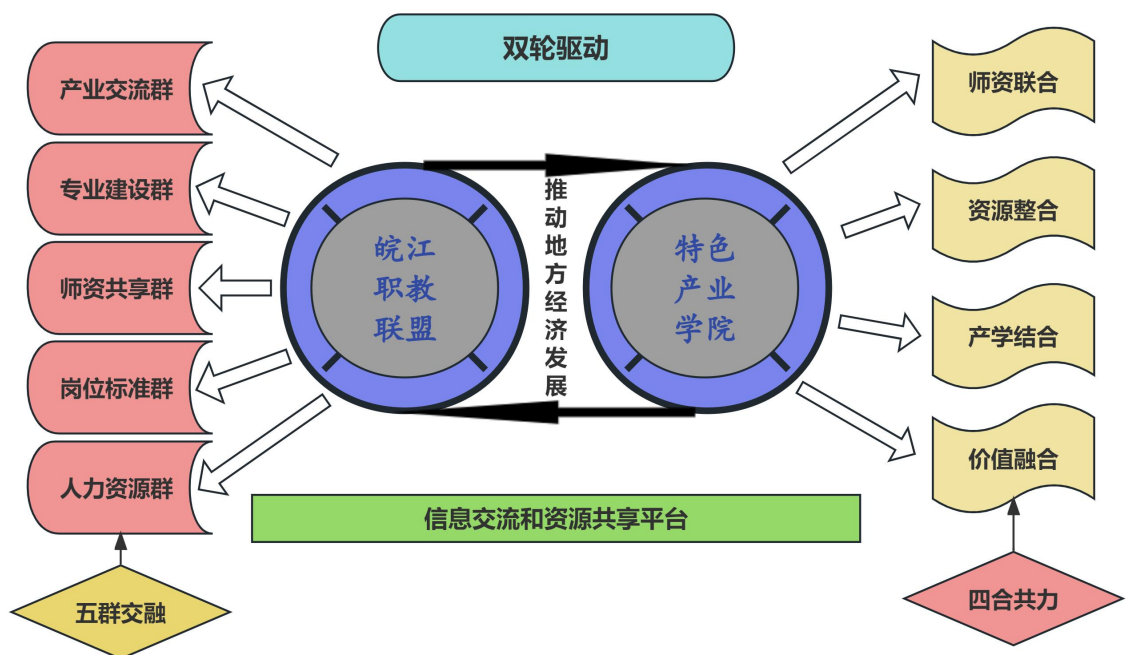 双轮驱动
产业交流群
专业建设群
师资共享群
岗位标准群
人力资源群
五群交融
皖江
职教
联盟
推动地方经济发展
特色
产业
学院
师资联合
资源整合
产学结合
价值融合
四合共力
信息交流和资源共享平台